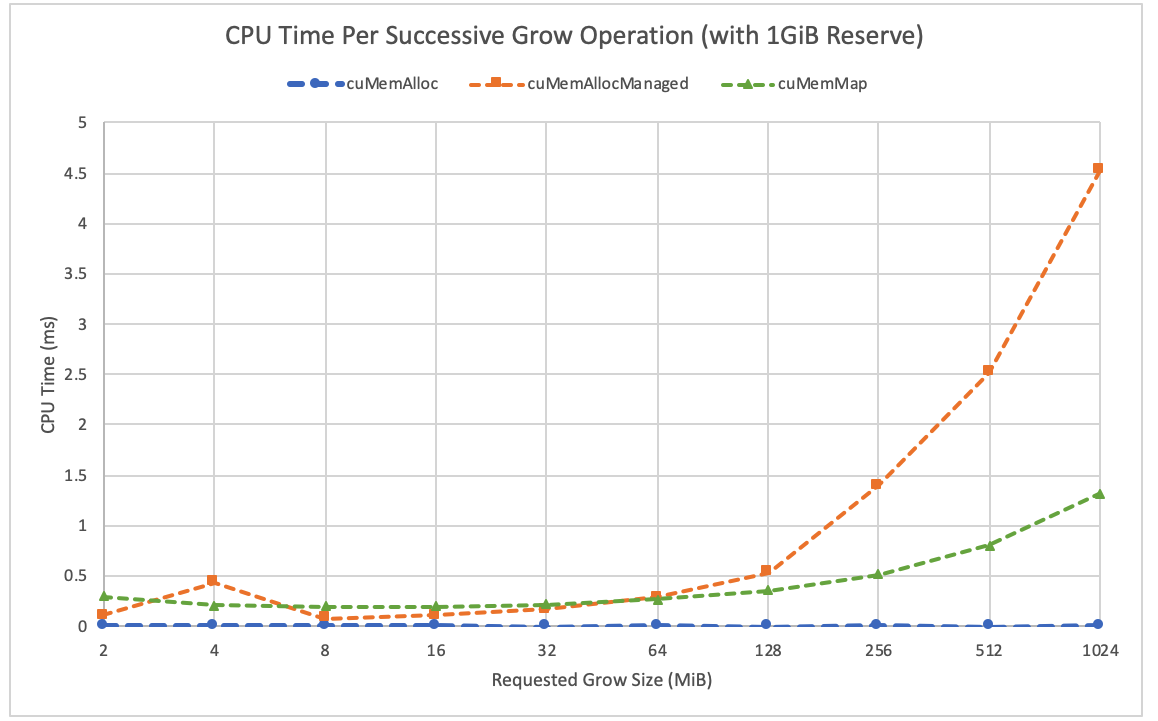 CPU Time Per Successive Grow Operation (with 1GiB Reserve)
cuMemAlloc cuMemAllocManaged cuMemMap
5
4.5
4
3.5
3
2.5
2
1.5
1
0.5
0
CPU Time (ms)
2 4 8 16 32 64 128 256 512 1024
Requested Grow Size (MiB)